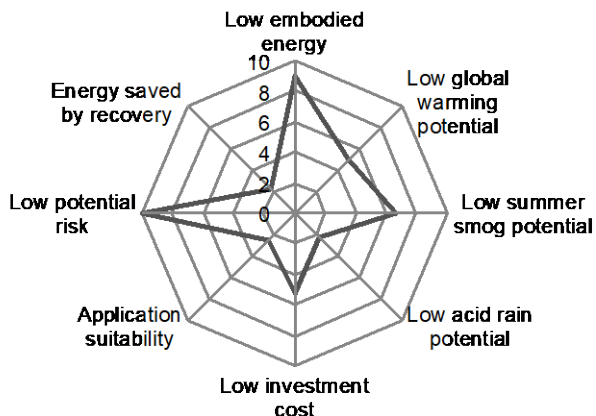 Low embodied
energy
10
8
6
4
2
0
Low global
warming
potential
Low summer
smog potential
Low acid rain
potential
Low investment
cost
Application
suitability
Low potential
risk
Energy saved
by recovery